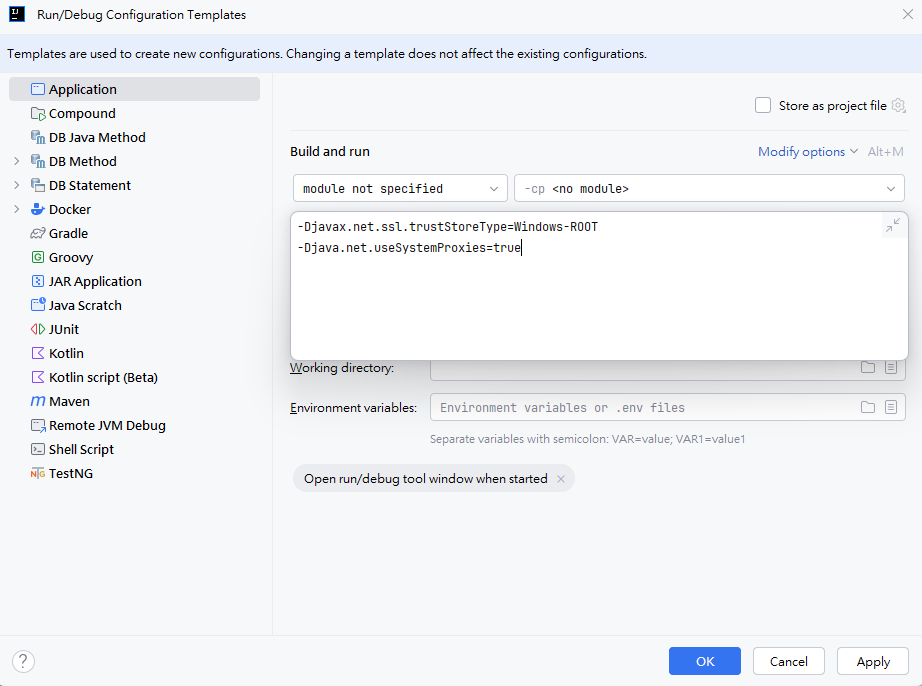 Run/Debug Configuration Templates
Templates are used to create new configurations. Changing a template does not affect the existing configurations.
Application
Compound
DB Java Method
DB Method
DB Statement
Docker
Gradle
Groovy
JAR Application
Java Scratch
JUnit
Kotlin
Kotlin script (Beta)
Maven
Remote JVM Debug
Shell Script
TestNG
Store as project file
Build and run
Modify options Alt+M
module not specified
-cp <no module>
-Djavax.net.ssl.trustStoreType=Windows-ROOT
-Djava.net.useSystemProxies=true
Working directory:
Environment variables:
Environment variables or .env files
Separate variables with semicolon: VAR=value; VAR1=value1
Open run/debug tool window when started ×
?
OK
Cancel
Apply